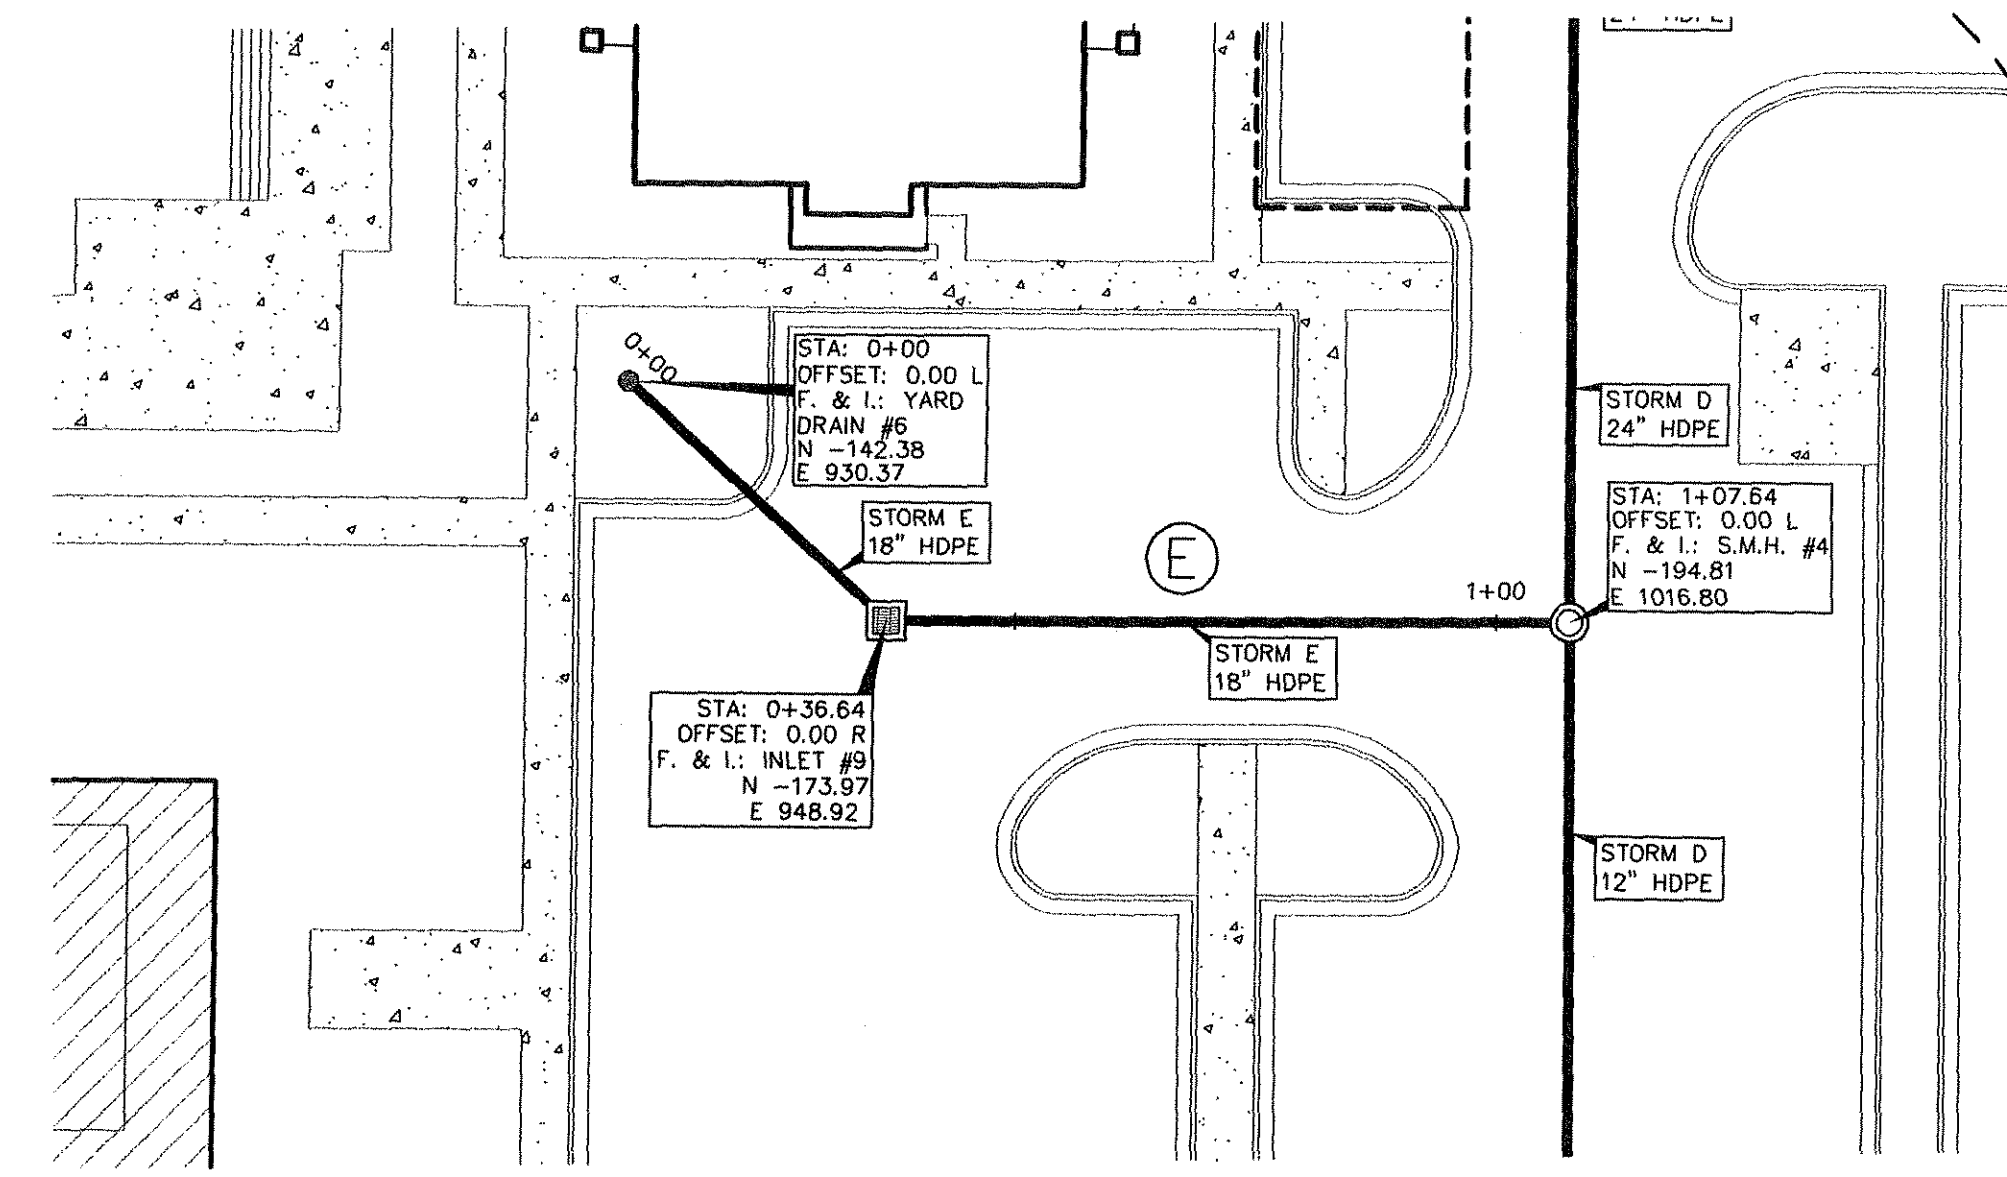 0+00
STA: 0+00
OFFSET: 0.00 L
F. & I.: YARD
DRAIN #6
N -142.38
E 930.37
STORM E
18" HDPE
STORM D
24" HDPE
E
1+00
STA: 1+07.64
OFFSET: 0.00 L
F. & I.: S.M.H. #4
N -194.81
E 1016.80
STORM E
18" HDPE
STA: 0+36.64
OFFSET: 0.00 R
F. & I.: INLET #9
N -173.97
E 948.92
STORM D
12" HDPE